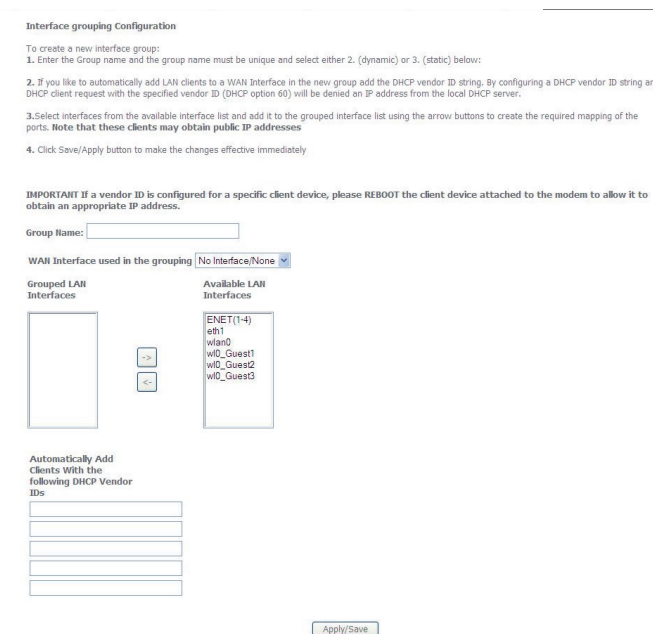 Interface grouping Configuration
To create a new interface group:
1. Enter the Group name and the group name must be unique and select either 2. (dynamic) or 3. (static) below:
2. If you like to automatically add LAN clients to a WAN Interface in the new group add the DHCP vendor ID string. By configuring a DHCP vendor ID string an
DHCP client request with the specified vendor ID (DHCP option 60) will be denied an IP address from the local DHCP server.
3.Select interfaces from the available interface list and add it to the grouped interface list using the arrow buttons to create the required mapping of the
ports. Note that these clients may obtain public IP addresses
4. Click Save/Apply button to make the changes effective immediately
IMPORTANT If a vendor ID is configured for a specific client device, please REBOOT the client device attached to the modem to allow it to
obtain an appropriate IP address.
Group Name:
WAN Interface used in the grouping No Interface/None
Grouped LAN
Interfaces
Available LAN
Interfaces
ENET(1-4)
eth1
wlan0
wl0_Guest1
wl0_Guest2
wl0_Guest3
->
<-
Automatically Add
Clients With the
following DHCP Vendor
IDs
Apply/Save